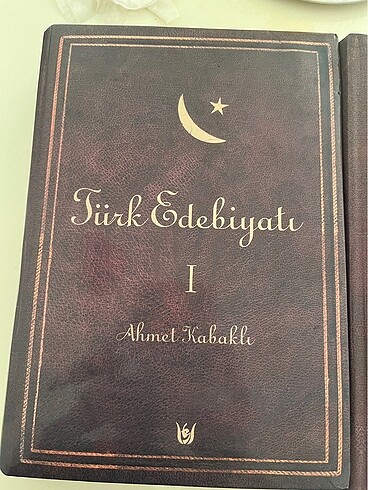 Türk Edebiyatı
I
Ahmet Kabaklı